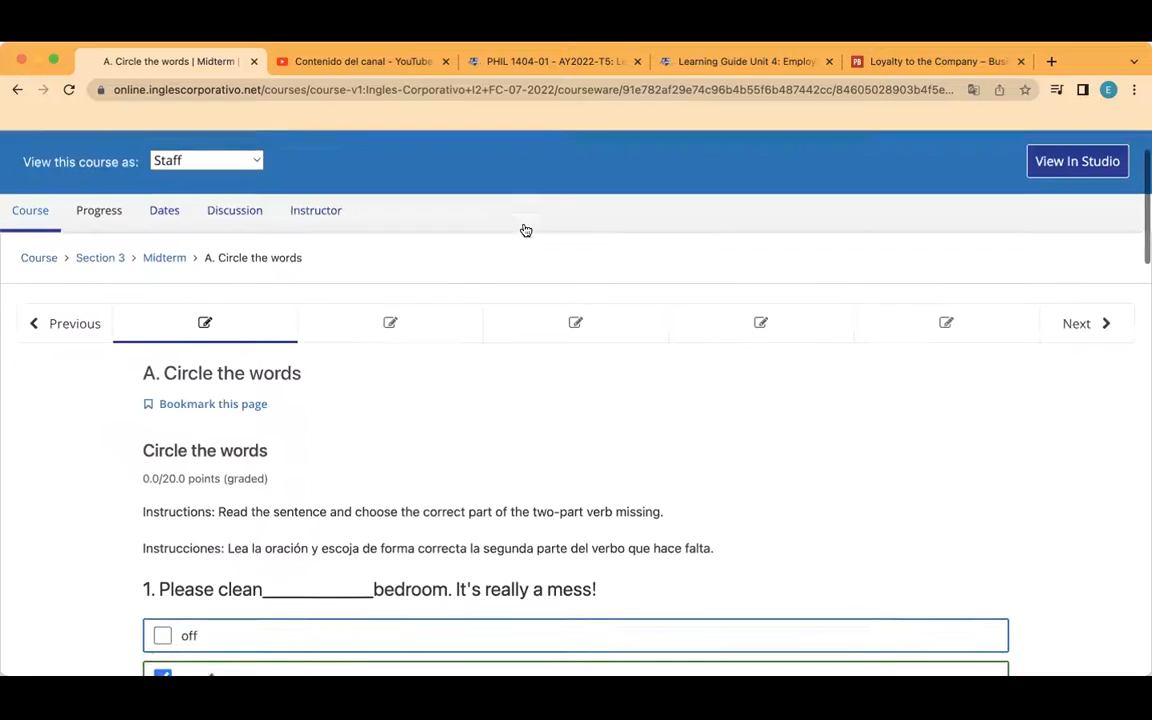 A. Circle the words | Midterm |
Contenido del canal - YouTube
PHIL 1404-01 - AY2022-T5: Le
Learning Guide Unit 4: Employ
PB Loyalty to the Company – Busi
online.inglescorporativo.net/courses/course-v1:Ingles-Corporativo+I2+FC-07-2022/courseware/91e782af29e74c96b4b55f6b487442cc/84605028903b4f5e...
E
View this course as: Staff
View In Studio
Course Progress Dates Discussion Instructor
Course > Section 3 > Midterm > A. Circle the words
Previous
Next
A. Circle the words
Bookmark this page
Circle the words
0.0/20.0 points (graded)
Instructions: Read the sentence and choose the correct part of the two-part verb missing.
Instrucciones: Lea la oración y escoja de forma correcta la segunda parte del verbo que hace falta.
1. Please clean___________bedroom. It's really a mess!
off